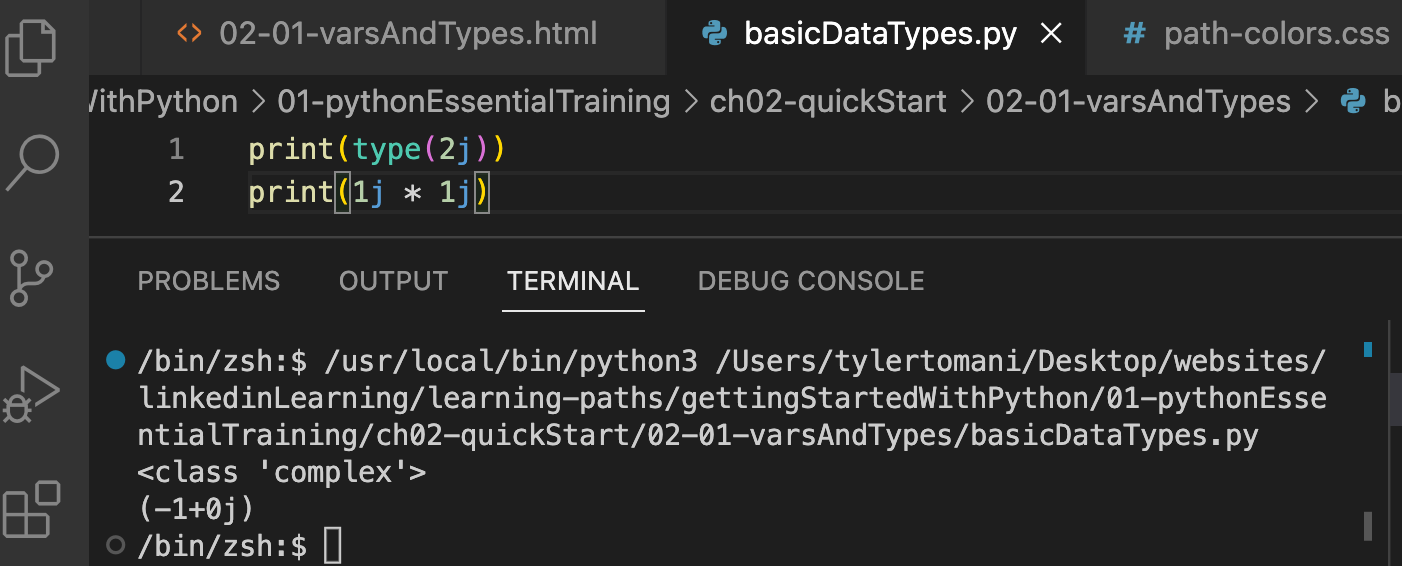 02-01-varsAndTypes.html basicDataTypes.py # path-colors.css
WithPython > 01-pythonEssentialTraining > ch02-quickStart > 02-01-varsAndTypes > b
1 print(type(2j))
2 print(1j * 1j)
PROBLEMS OUTPUT TERMINAL DEBUG CONSOLE
/bin/zsh:$ /usr/local/bin/python3 /Users/tylertomani/Desktop/websites/
linkedinLearning/learning-paths/gettingStartedWithPython/01-pythonEsse
ntialTraining/ch02-quickStart/02-01-varsAndTypes/basicDataTypes.py
<class 'complex'>
(-1+0j)
/bin/zsh:$